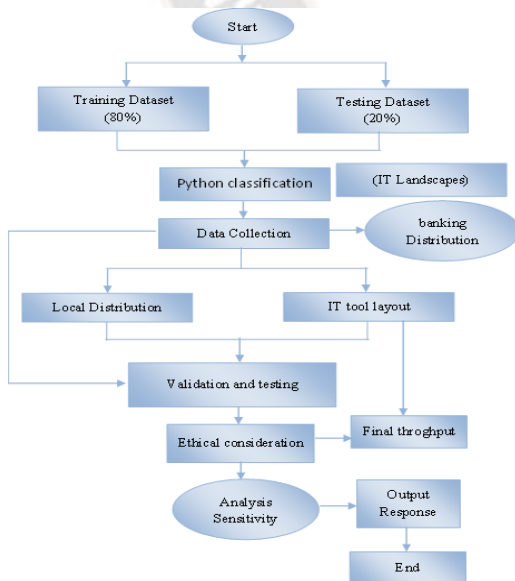 Start
Training Dataset
(80%)
Testing Dataset
(20%)
Python classification
(IT Landscapes)
Data Collection
banking
Distribution
Local Distribution
IT tool layout
Validation and testing
Ethical consideration
Final throghput
Analysis
Sensitivity
Output
Response
End